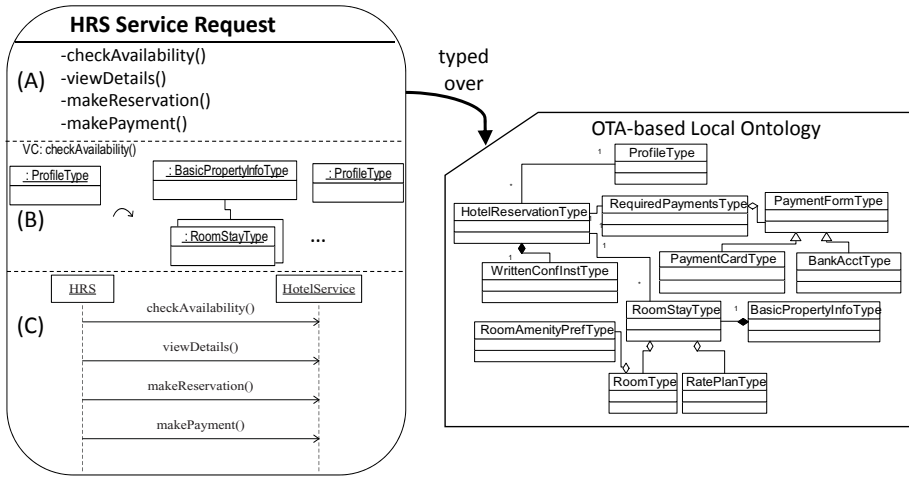 HRS Service Request
(A)
-checkAvailability()
-viewDetails()
-makeReservation()
-makePayment()
VC: checkAvailability()
: ProfileType
: BasicPropertyInfoType
: ProfileType
(B)
: RoomStayType
...
HRS
HotelService
(C)
checkAvailability()
viewDetails()
makeReservation()
makePayment()
typed
over
OTA-based Local Ontology
1
ProfileType
*
HotelReservationType
RequiredPaymentsType
PaymentFormType
1
1
WrittenConfInstType
PaymentCardType
BankAcctType
*
RoomAmenityPrefType
RoomStayType
1
BasicPropertyInfoType
RoomType
RatePlanType